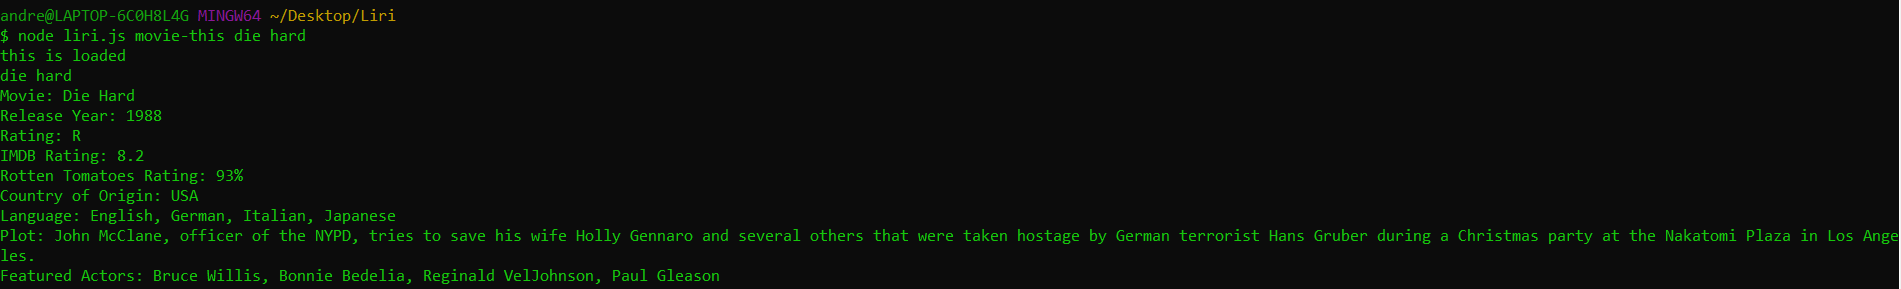 andre@LAPTOP-6C0H8L4G MINGW64 ~/Desktop/Liri
$ node liri.js movie-this die hard
this is loaded
die hard
Movie: Die Hard
Release Year: 1988
Rating: R
IMDB Rating: 8.2
Rotten Tomatoes Rating: 93%
Country of Origin: USA
Language: English, German, Italian, Japanese
Plot: John McClane, officer of the NYPD, tries to save his wife Holly Gennaro and several others that were taken hostage by German terrorist Hans Gruber during a Christmas party at the Nakatomi Plaza in Los Ange
les.
Featured Actors: Bruce Willis, Bonnie Bedelia, Reginald VelJohnson, Paul Gleason